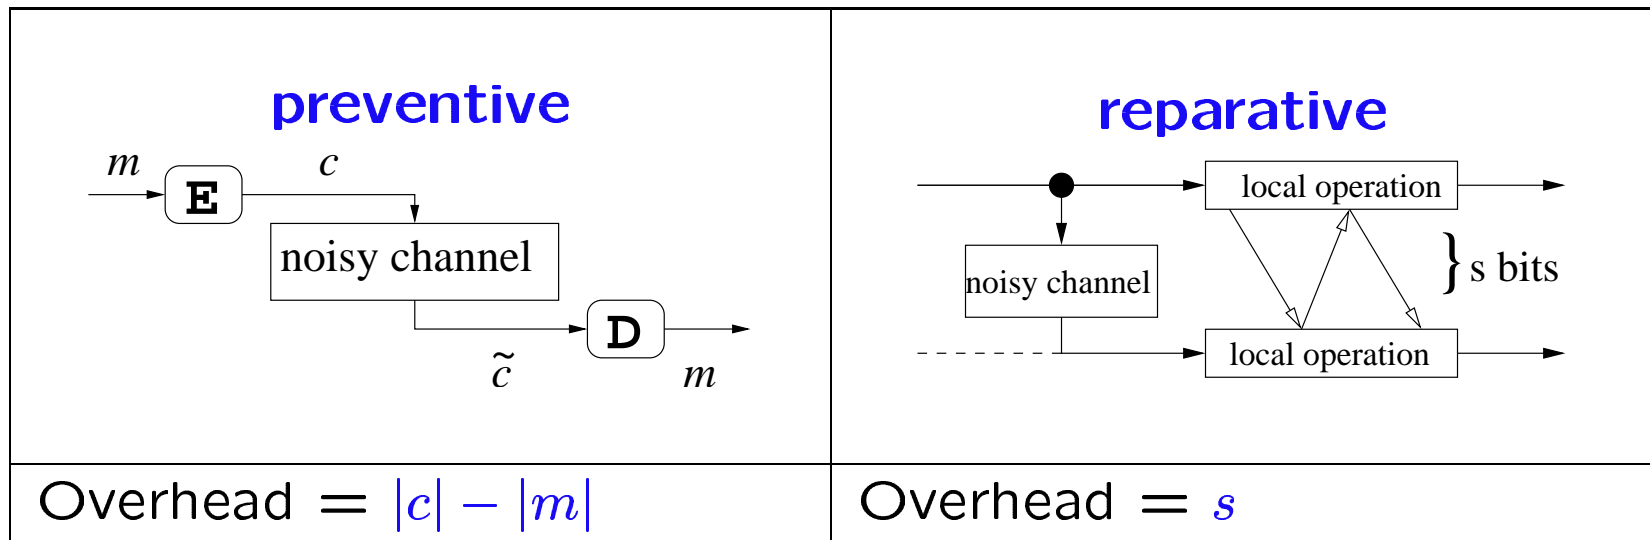 preventive
m
E
c
noisy channel
D
c̃
m
Overhead = |c| − |m|
reparative
local operation
noisy channel
} s bits
local operation
Overhead = s